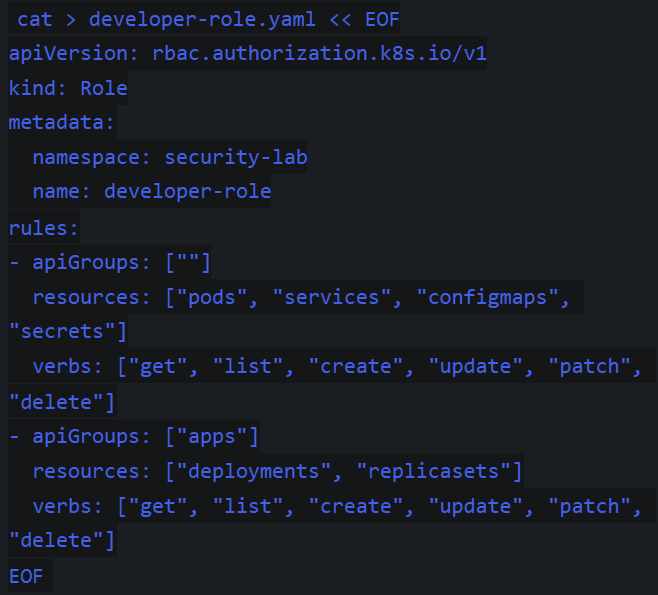 cat > developer-role.yaml << EOF
apiVersion: rbac.authorization.k8s.io/v1
kind: Role
metadata:
  namespace: security-lab
  name: developer-role
rules:
- apiGroups: [""]
  resources: ["pods", "services", "configmaps",
"secrets"]
  verbs: ["get", "list", "create", "update", "patch",
"delete"]
- apiGroups: ["apps"]
  resources: ["deployments", "replicasets"]
  verbs: ["get", "list", "create", "update", "patch",
"delete"]
EOF